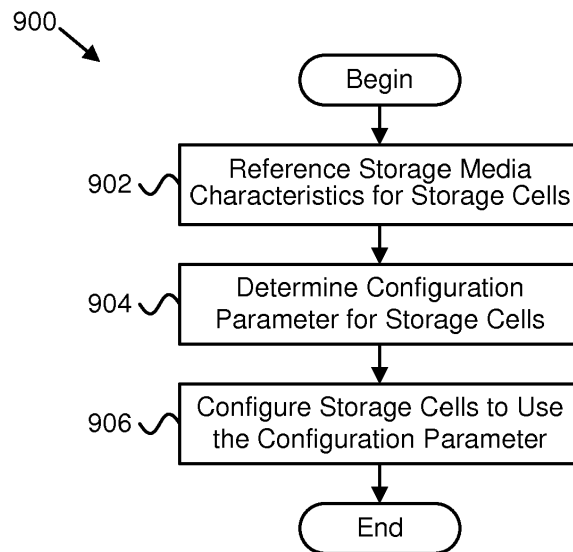 900
Begin
902
Reference Storage Media
Characteristics for Storage Cells
904
Determine Configuration
Parameter for Storage Cells
906
Configure Storage Cells to Use
the Configuration Parameter
End